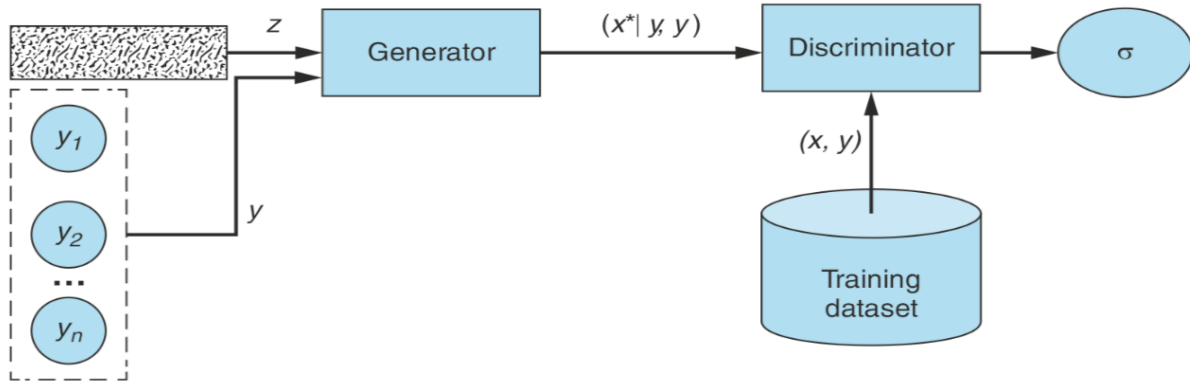 z
Generator
(x*| y, y)
Discriminator
σ
y₁
(x, y)
y
y₂
...
yₙ
Training
dataset